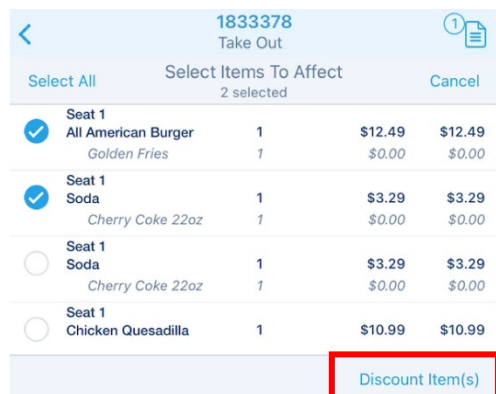 1833378
Take Out
1
Select All Select Items To Affect Cancel
2 selected
Seat 1
All American Burger 1 $12.49 $12.49
Golden Fries 1 $0.00 $0.00
Seat 1
Soda 1 $3.29 $3.29
Cherry Coke 22oz 1 $0.00 $0.00
Seat 1
Soda 1 $3.29 $3.29
Cherry Coke 22oz 1 $0.00 $0.00
Seat 1
Chicken Quesadilla 1 $10.99 $10.99
Discount Item(s)